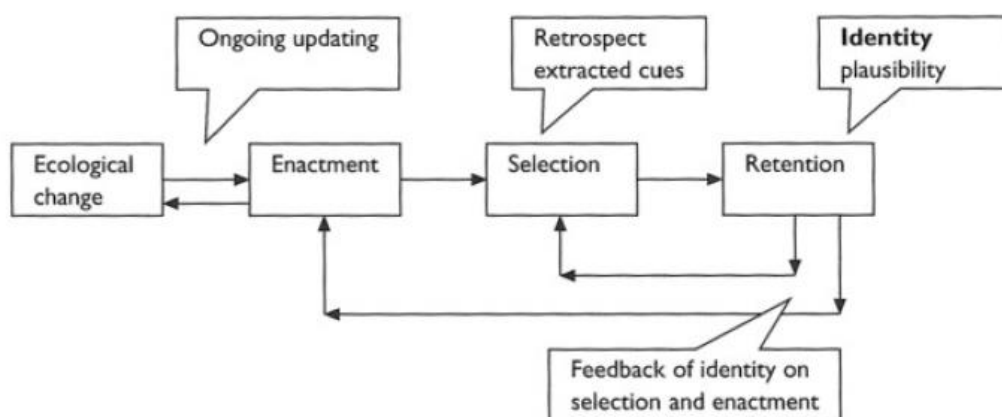 Ongoing updating
Retrospect
extracted cues
Identity
plausibility
Ecological
change
Enactment
Selection
Retention
Feedback of identity on
selection and enactment